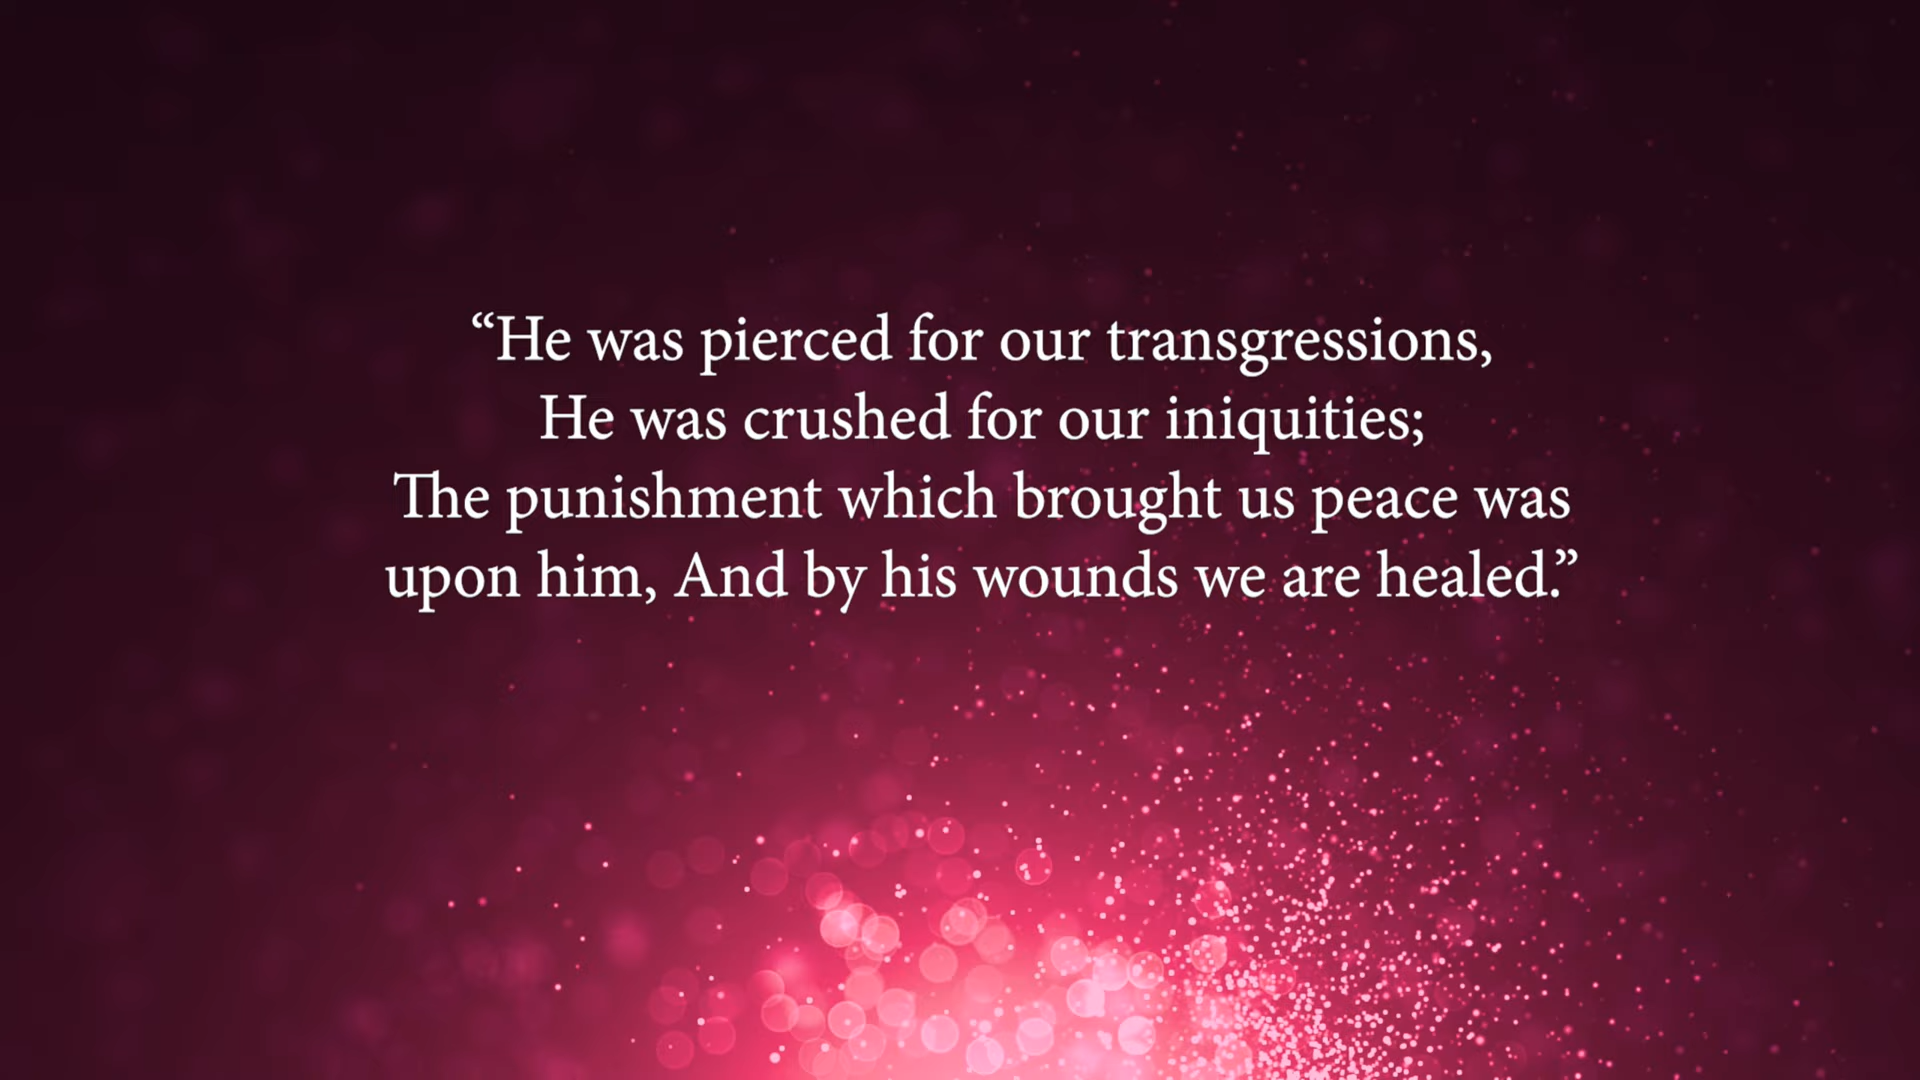 “He was pierced for our transgressions,
He was crushed for our iniquities;
The punishment which brought us peace was
upon him, And by his wounds we are healed.”